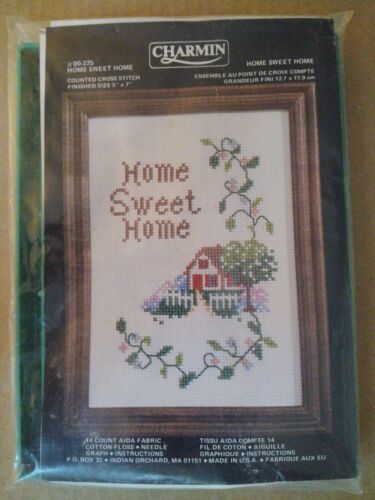 CHARMIN
# 00-225
HOME SWEET HOME
COUNTED CROSS STITCH
FINISHED SIZE 5" x 7"
HOME SWEET HOME
ENSEMBLE AU POINT DE CROIX COMPTE
GRANDEUR FINI 12.7 x 17.9 cm
Home
Sweet
Home
14 COUNT AIDA FABRIC
COTTON FLOSS • NEEDLE
GRAPH • INSTRUCTIONS
TISSU AIDA COMPTE 14
FIL DE COTON • AIGUILLE
GRAPHIQUE • INSTRUCTIONS
P.O. BOX 32 • INDIAN ORCHARD, MA 01151 • MADE IN U.S.A. • FABRIQUE AUX EU